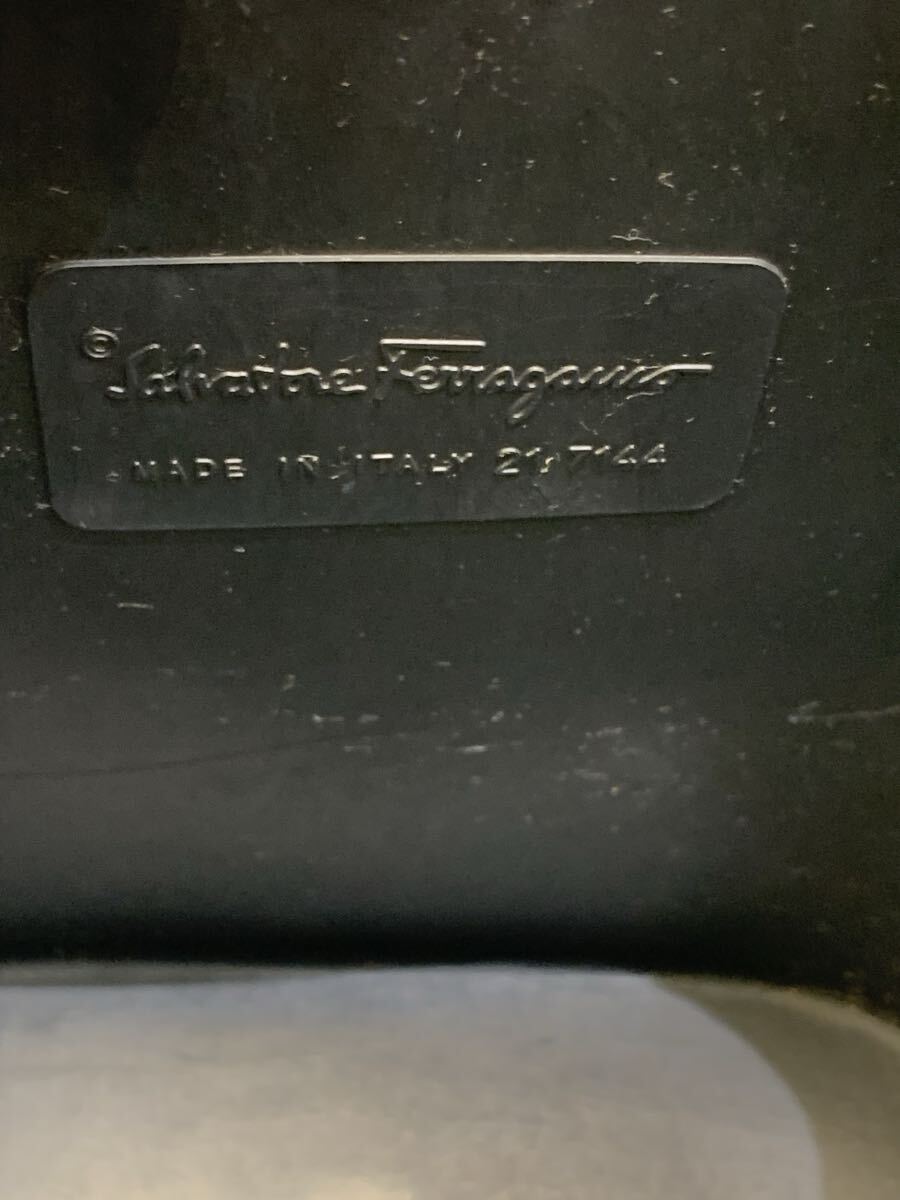 © Salvatore Ferragamo
MADE IN ITALY 21 7144